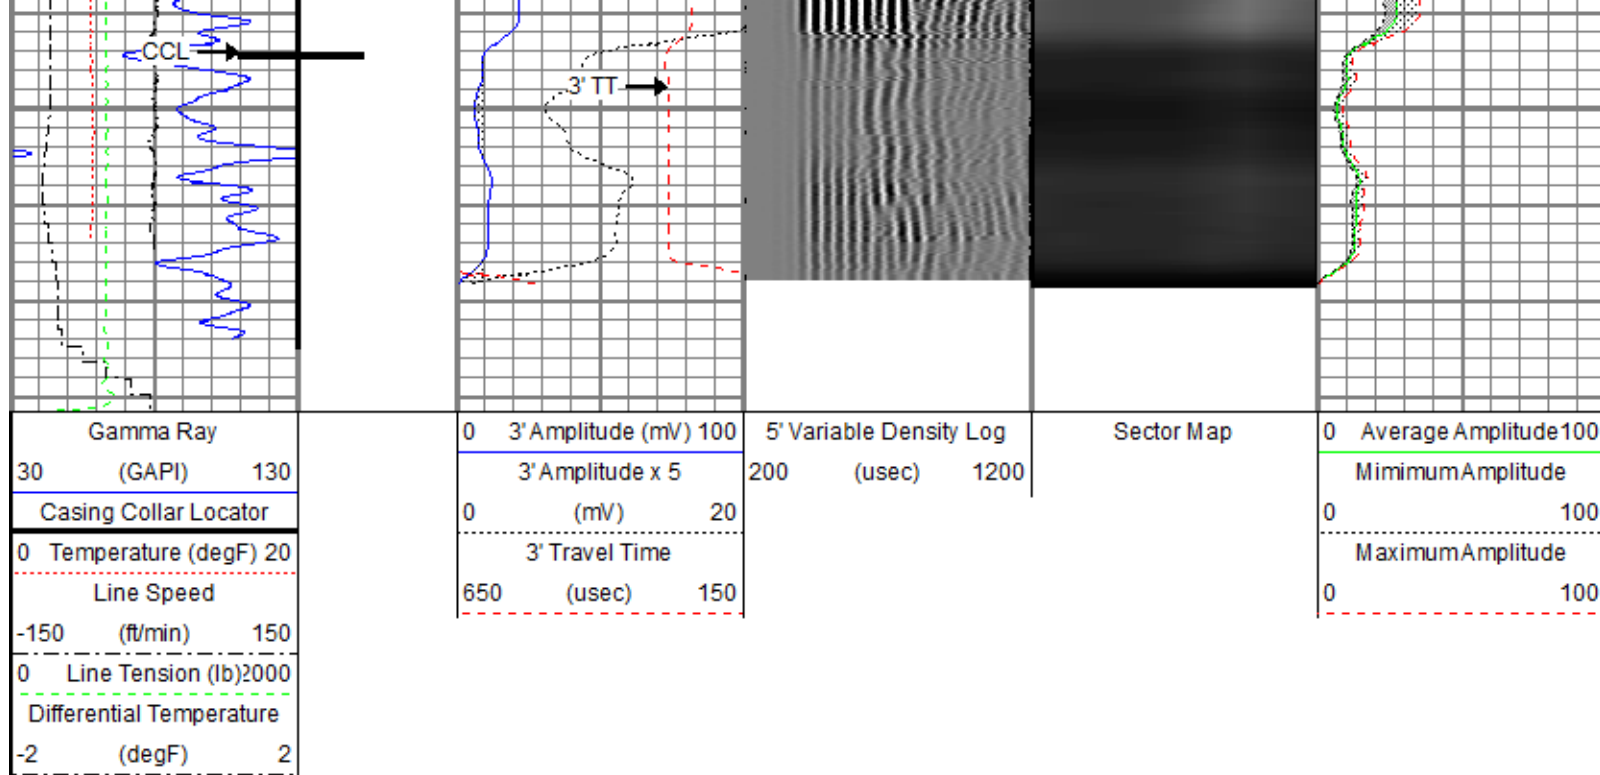 CCL
3' TT
Gamma Ray
30 (GAPI) 130
Casing Collar Locator
0 Temperature (degF) 20
Line Speed
-150 (ft/min) 150
0 Line Tension (lb) 2000
Differential Temperature
-2 (degF) 2
0 3' Amplitude (mV) 100
3' Amplitude x 5
0 (mV) 20
3' Travel Time
650 (usec) 150
5' Variable Density Log
200 (usec) 1200
Sector Map
0 Average Amplitude 100
Mimimum Amplitude
0 100
Maximum Amplitude
0 100